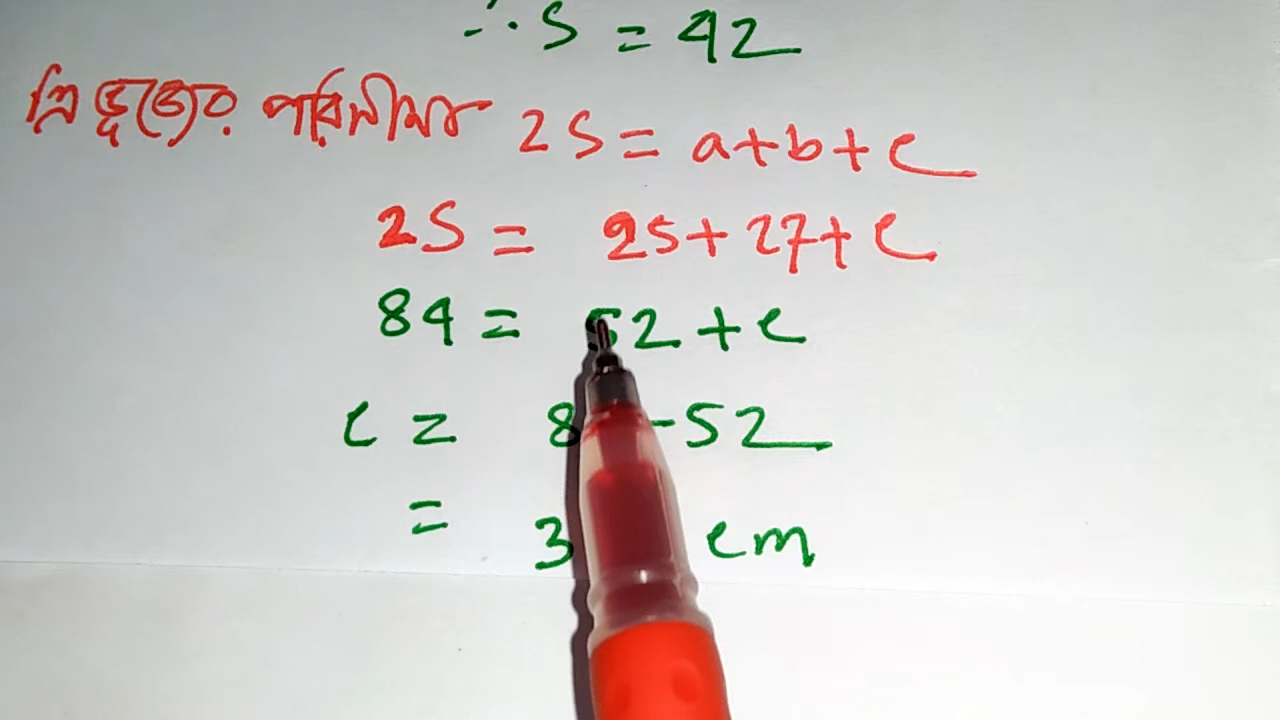 ∴ S = 42
ত্রিভূজের পরিসীমা 2S = a+b+c
2S = 25+27+c
84 = 52+c
c = 8 -52
= 3 cm